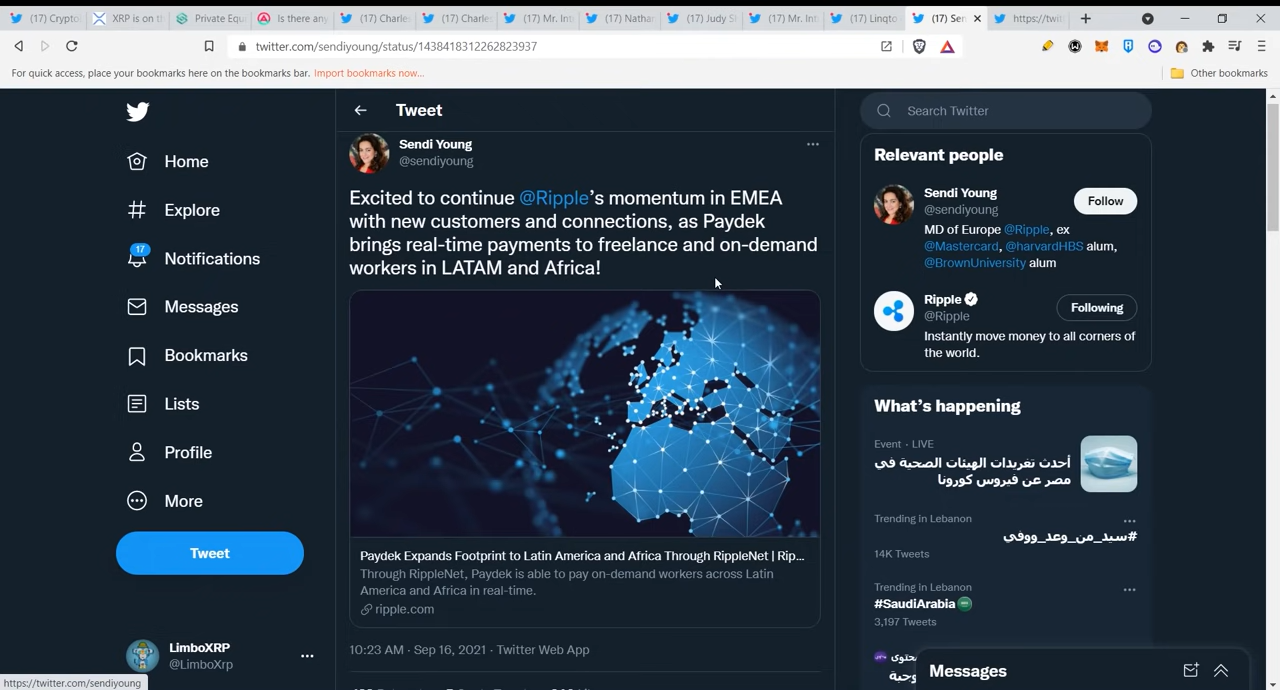 (17) Crypto
XRP is on th
Private Equ
Is there any
(17) Charle
(17) Charle
(17) Mr. Int
(17) Nathan
(17) Judy S
(17) Mr. Int
(17) Linqto
(17) Sen
https://twit
twitter.com/sendiyoung/status/1438418312262823937
For quick access, place your bookmarks here on the bookmarks bar. Import bookmarks now...
Other bookmarks
Home
Explore
17
Notifications
Messages
Bookmarks
Lists
Profile
More
Tweet
LimboXRP
@LimboXrp
https://twitter.com/sendiyoung
Tweet
Sendi Young
@sendiyoung
Excited to continue @Ripple's momentum in EMEA
with new customers and connections, as Paydek
brings real-time payments to freelance and on-demand
workers in LATAM and Africa!
Paydek Expands Footprint to Latin America and Africa Through RippleNet | Rip...
Through RippleNet, Paydek is able to pay on-demand workers across Latin
America and Africa in real-time.
ripple.com
10:23 AM · Sep 16, 2021 · Twitter Web App
Search Twitter
Relevant people
Sendi Young
@sendiyoung
Follow
MD of Europe @Ripple, ex
@Mastercard, @harvardHBS alum,
@BrownUniversity alum
Ripple
@Ripple
Following
Instantly move money to all corners of
the world.
What's happening
Event · LIVE
أحدث تغريدات الهيئات الصحية في
مصر عن فيروس كورونا
Trending in Lebanon
#سيد_من_وعد_ووفي
14K Tweets
Trending in Lebanon
#SaudiArabia
3,197 Tweets
Messages